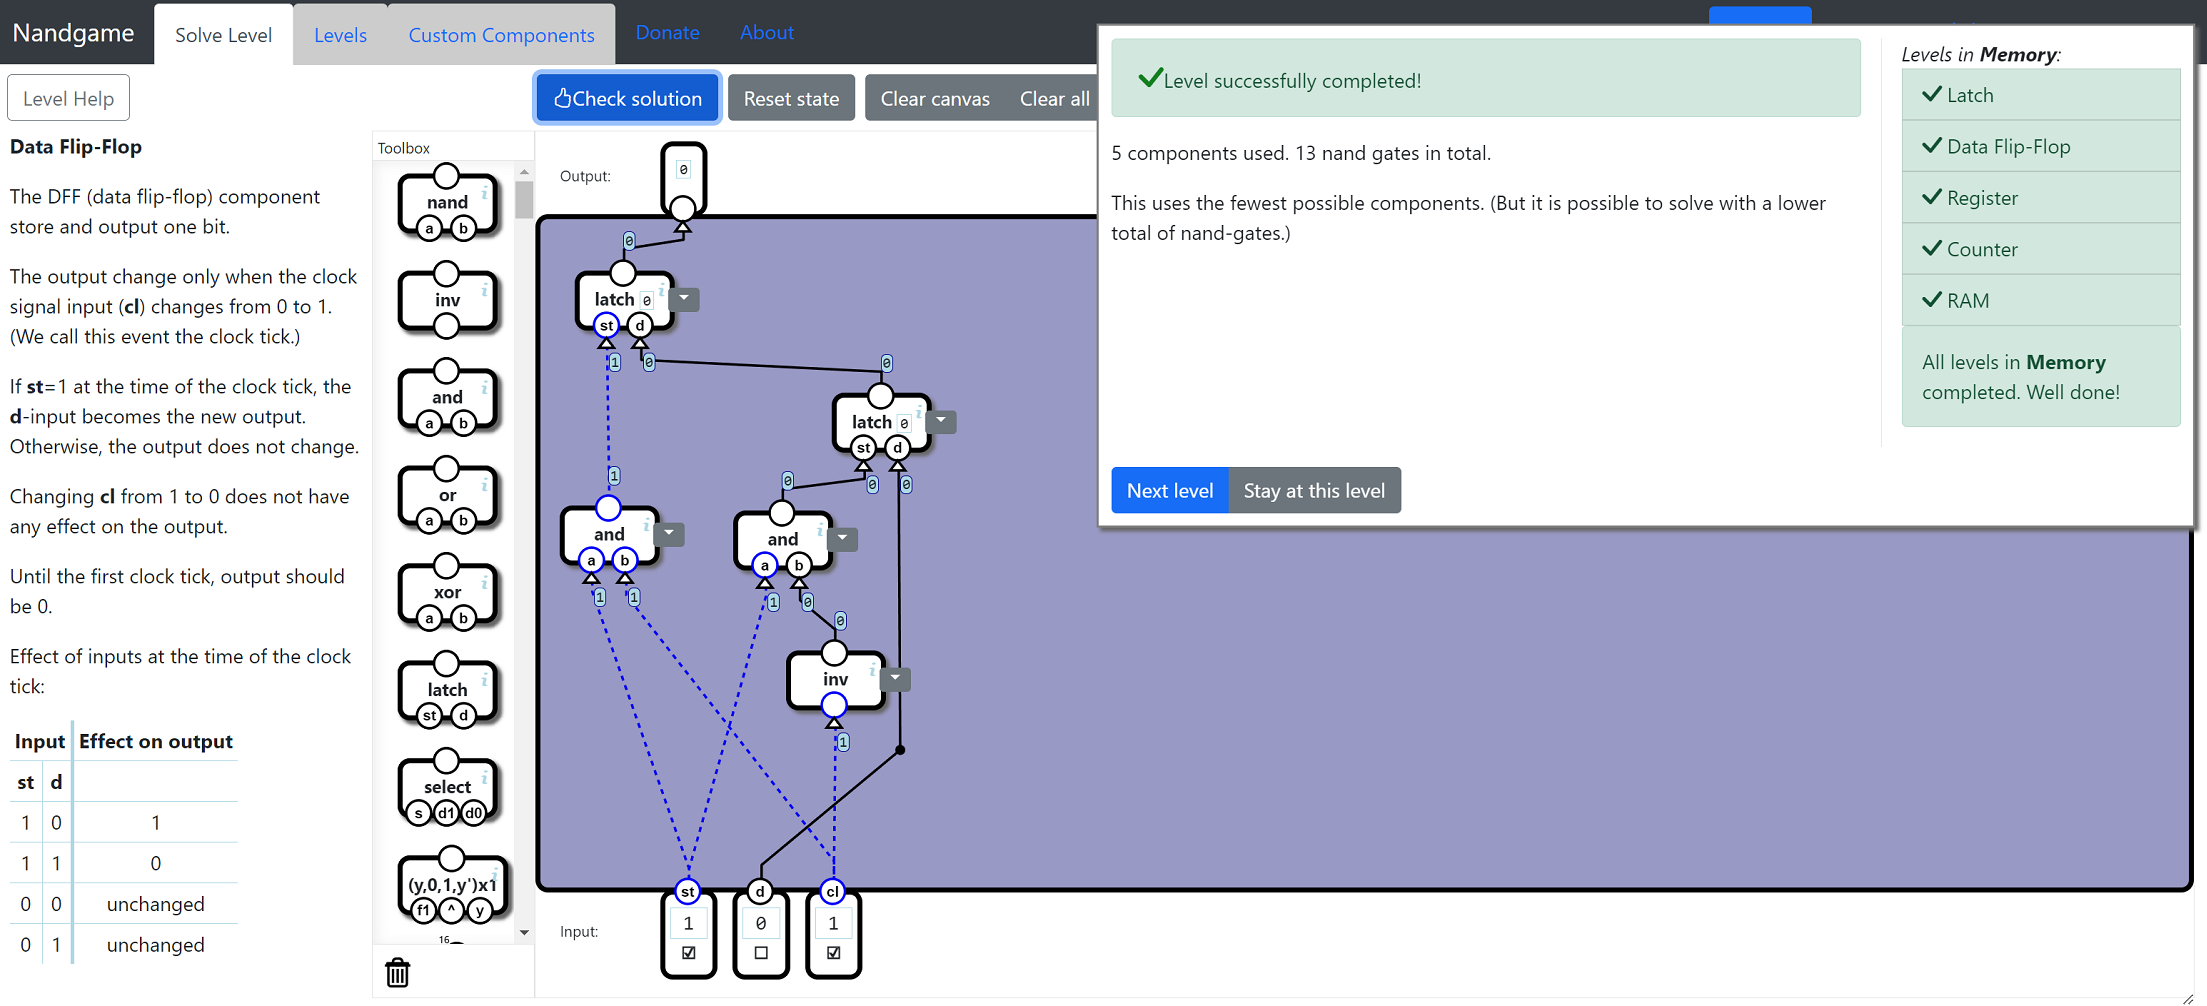 Nandgame
Solve Level
Levels
Custom Components
Donate
About
Level Help
Check solution
Reset state
Clear canvas
Clear all
Data Flip-Flop
The DFF (data flip-flop) component
store and output one bit.
The output change only when the clock
signal input (cl) changes from 0 to 1.
(We call this event the clock tick.)
If st=1 at the time of the clock tick, the
d-input becomes the new output.
Otherwise, the output does not change.
Changing cl from 1 to 0 does not have
any effect on the output.
Until the first clock tick, output should
be 0.
Effect of inputs at the time of the clock
tick:
Input Effect on output
st d
1 0 1
1 1 0
0 0 unchanged
0 1 unchanged
Toolbox
nand
a b
inv
and
a b
or
a b
xor
a b
latch
st d
select
s d1 d0
(y,0,1,y')x1
f1 ^ y
16
Output:
0
0
latch 0
st d
1 0
0
latch 0
st d
0 0
1
0
and
a b
1 1
and
a b
1 0
0
inv
1
st d cl
Input:
1 0 1
Level successfully completed!
5 components used. 13 nand gates in total.
This uses the fewest possible components. (But it is possible to solve with a lower
total of nand-gates.)
Next level
Stay at this level
Levels in Memory:
Latch
Data Flip-Flop
Register
Counter
RAM
All levels in Memory
completed. Well done!